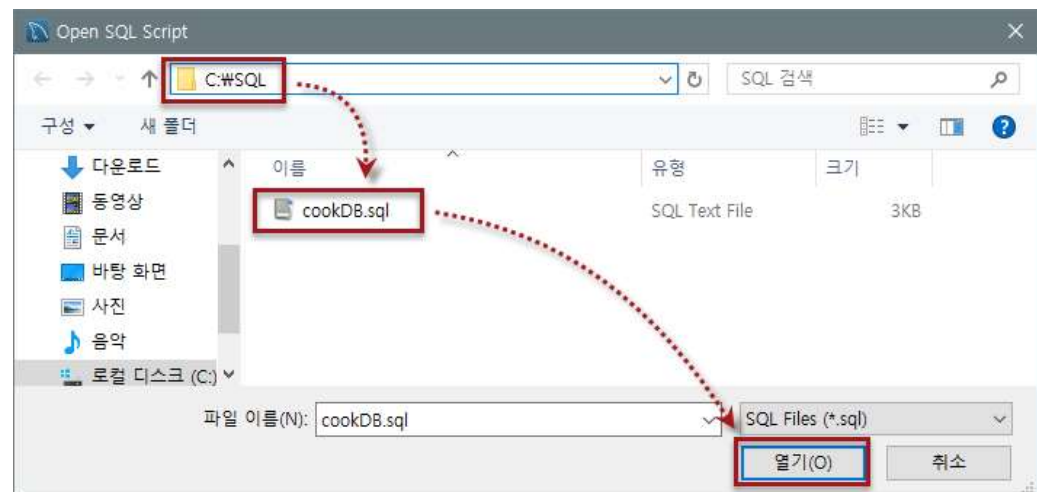 Open SQL Script
C:₩SQL
SQL 검색
구성
새 폴더
이름
유형
크기
다운로드
동영상
문서
바탕 화면
사진
음악
로컬 디스크 (C:)
cookDB.sql
SQL Text File
3KB
파일 이름(N):
cookDB.sql
SQL Files (*.sql)
열기(O)
취소